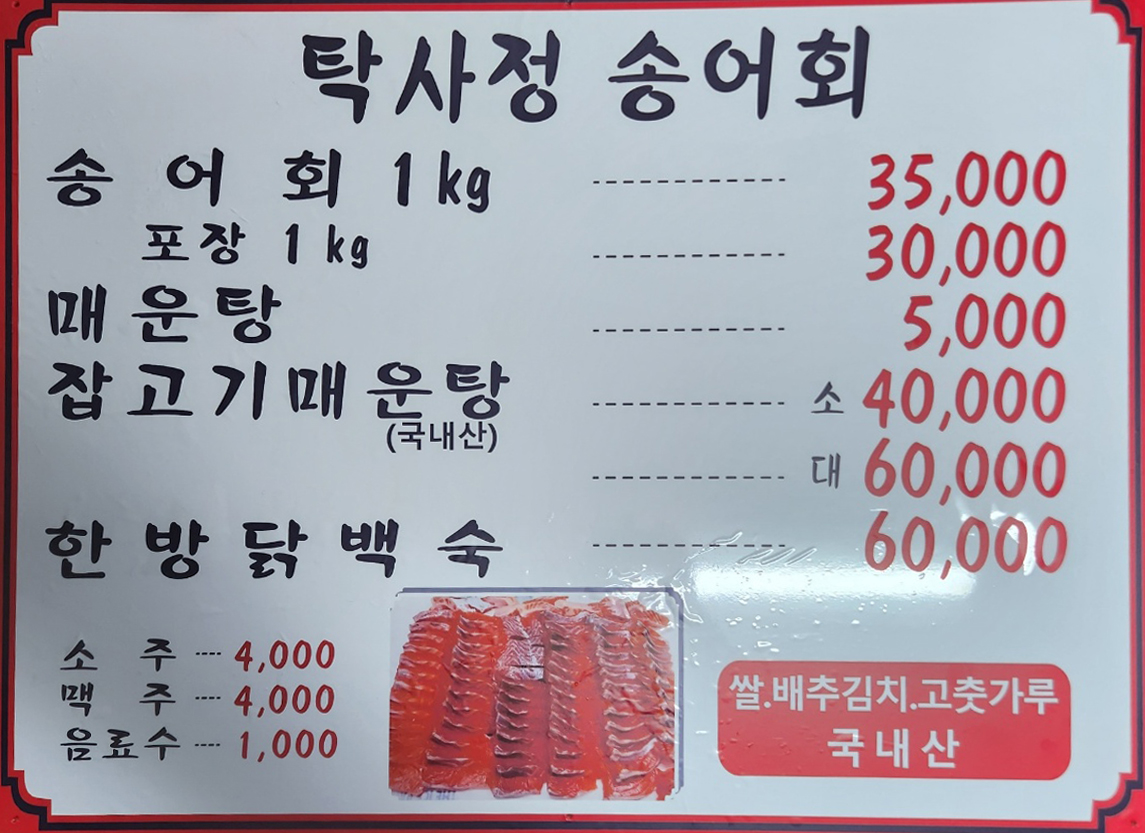 탁사정 송어회
송어회 1kg ---------------- 35,000
포장 1kg ---------------- 30,000
매운탕 ---------------- 5,000
잡고기매운탕 ---------------- 소 40,000
(국내산)
---------------- 대 60,000
한방닭백숙 ---------------- 60,000
소주 ---- 4,000
맥주 ---- 4,000
음료수 ---- 1,000
쌀.배추김치.고춧가루
국내산